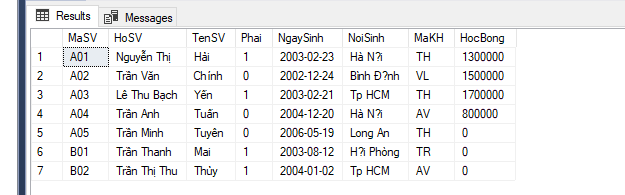 Results Messages
MaSV HoSV TenSV Phai NgaySinh NoiSinh MaKH HocBong
1 A01 Nguyễn Thị Hải 1 2003-02-23 Hà N?i TH 1300000
2 A02 Trần Văn Chính 0 2002-12-24 Bình Đ?nh VL 1500000
3 A03 Lê Thu Bạch Yến 1 2003-02-21 Tp HCM TH 1700000
4 A04 Trần Anh Tuấn 0 2004-12-20 Hà N?i AV 800000
5 A05 Trần Minh Tuyên 0 2006-05-19 Long An TH 0
6 B01 Trần Thanh Mai 1 2003-08-12 H?i Phòng TR 0
7 B02 Trần Thị Thu Thủy 1 2004-01-02 Tp HCM AV 0